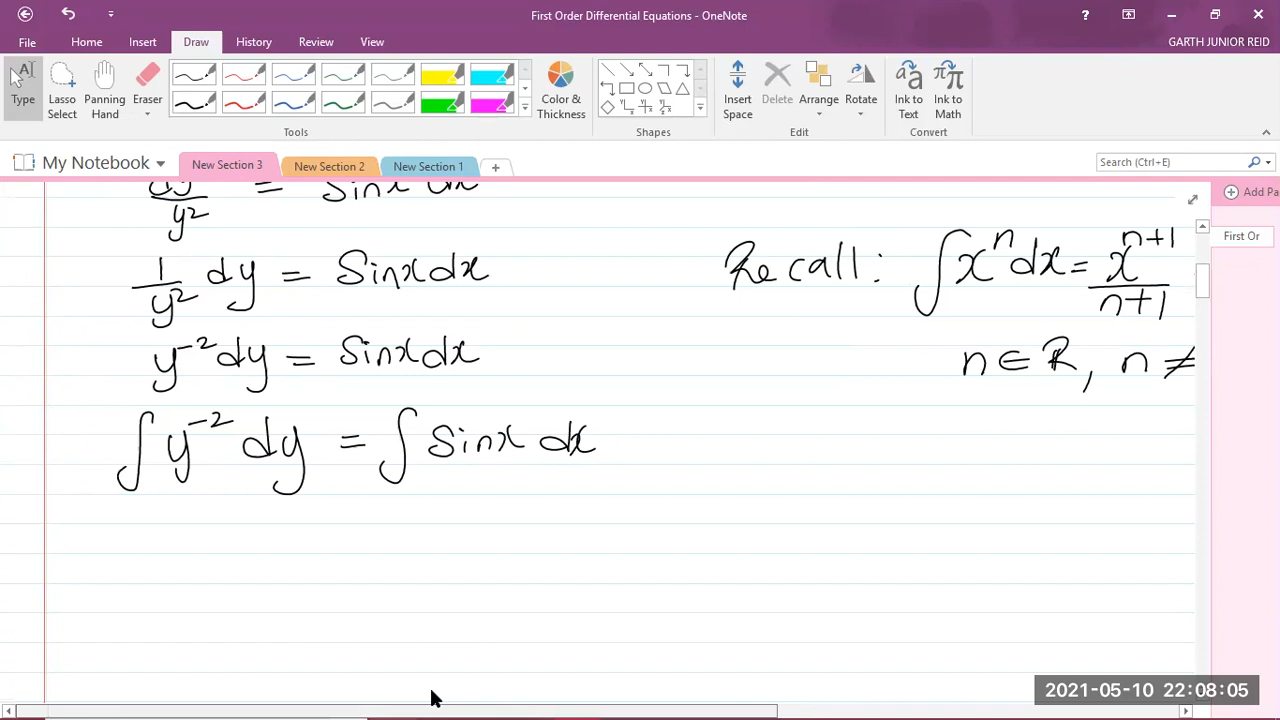 First Order Differential Equations - OneNote
GARTH JUNIOR REID
File Home Insert Draw History Review View
Type
Lasso Select
Panning Hand
Eraser
Color & Thickness
Insert Space
Delete
Arrange
Rotate
Ink to Text
Ink to Math
Tools
Shapes
Edit
Convert
My Notebook
New Section 3
New Section 2
New Section 1
Search (Ctrl+E)
Add Pa
First Or
dy/y² = Sinx dx
1/y² dy = Sinx dx
y⁻² dy = Sinx dx
∫ y⁻² dy = ∫ Sinx dx
Recall: ∫ xⁿ dx = xⁿ⁺¹/n+1
n ∈ ℝ, n ≠
2021-05-10 22:08:05